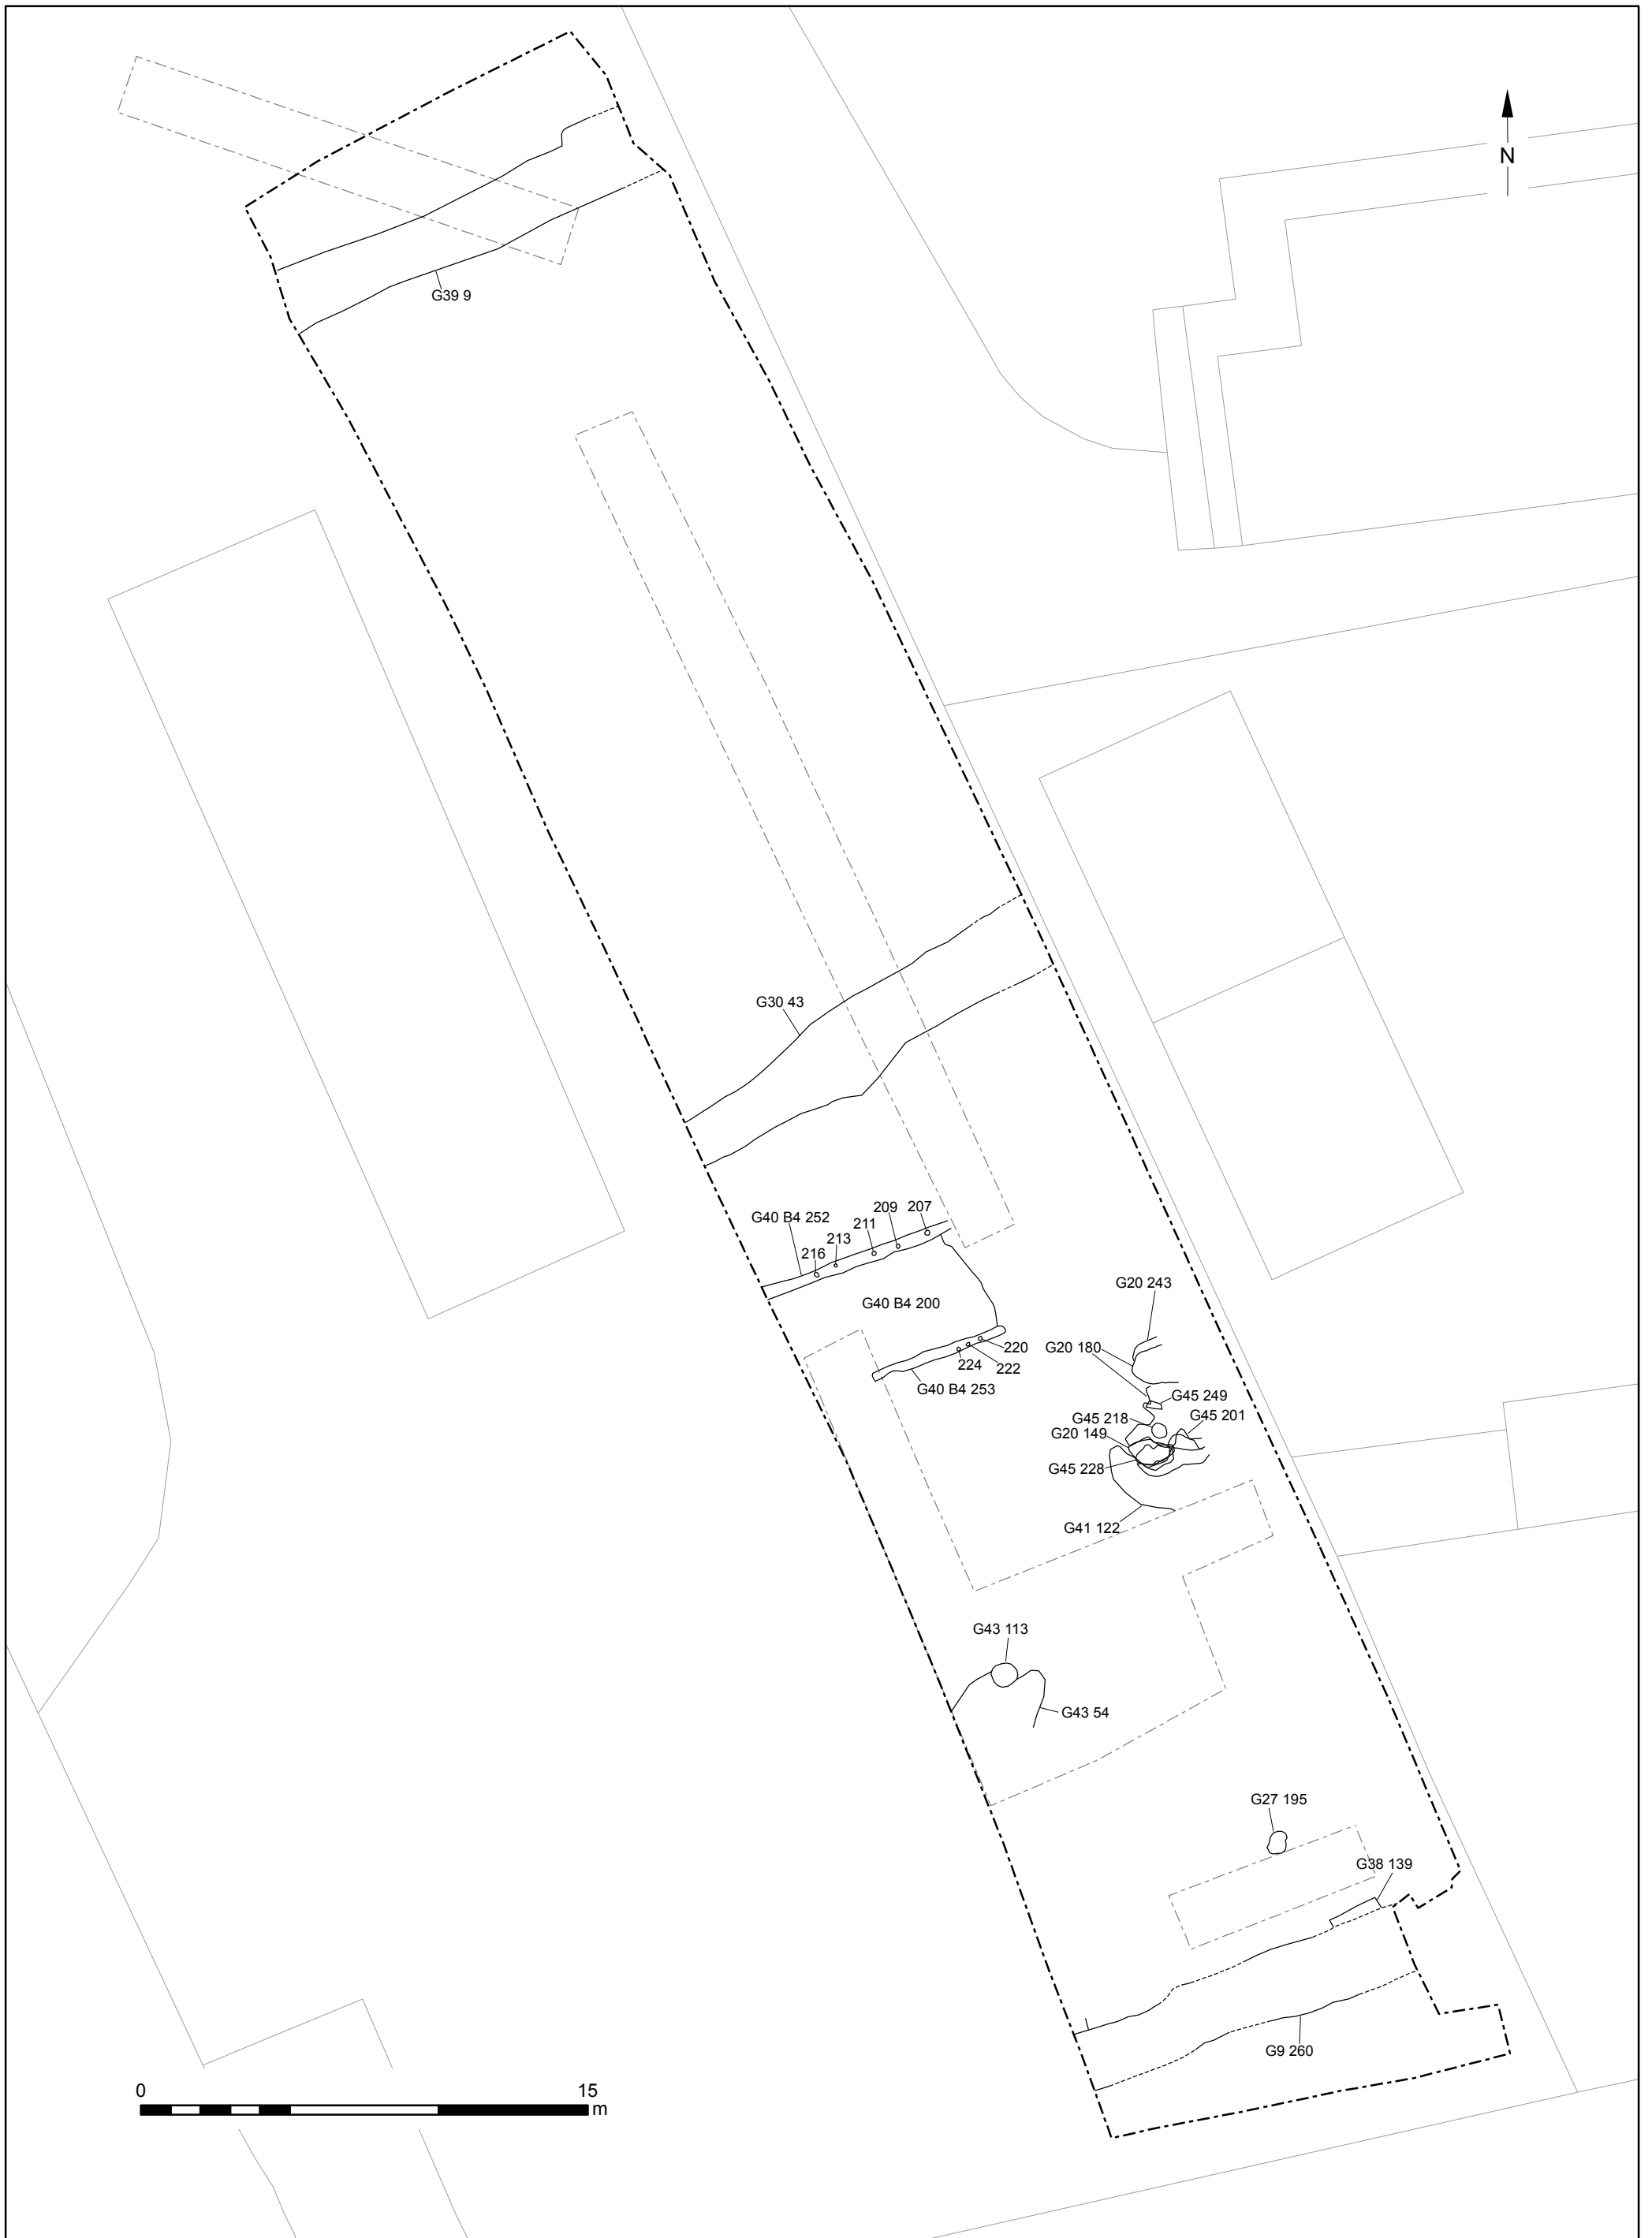 N
G39 9
G30 43
G40 B4 252
216
213
211
209
207
G40 B4 200
220
222
224
G40 B4 253
G20 243
G20 180
G45 249
G45 218
G45 201
G20 149
G45 228
G41 122
G43 113
G43 54
G27 195
G38 139
G9 260
0
15
m